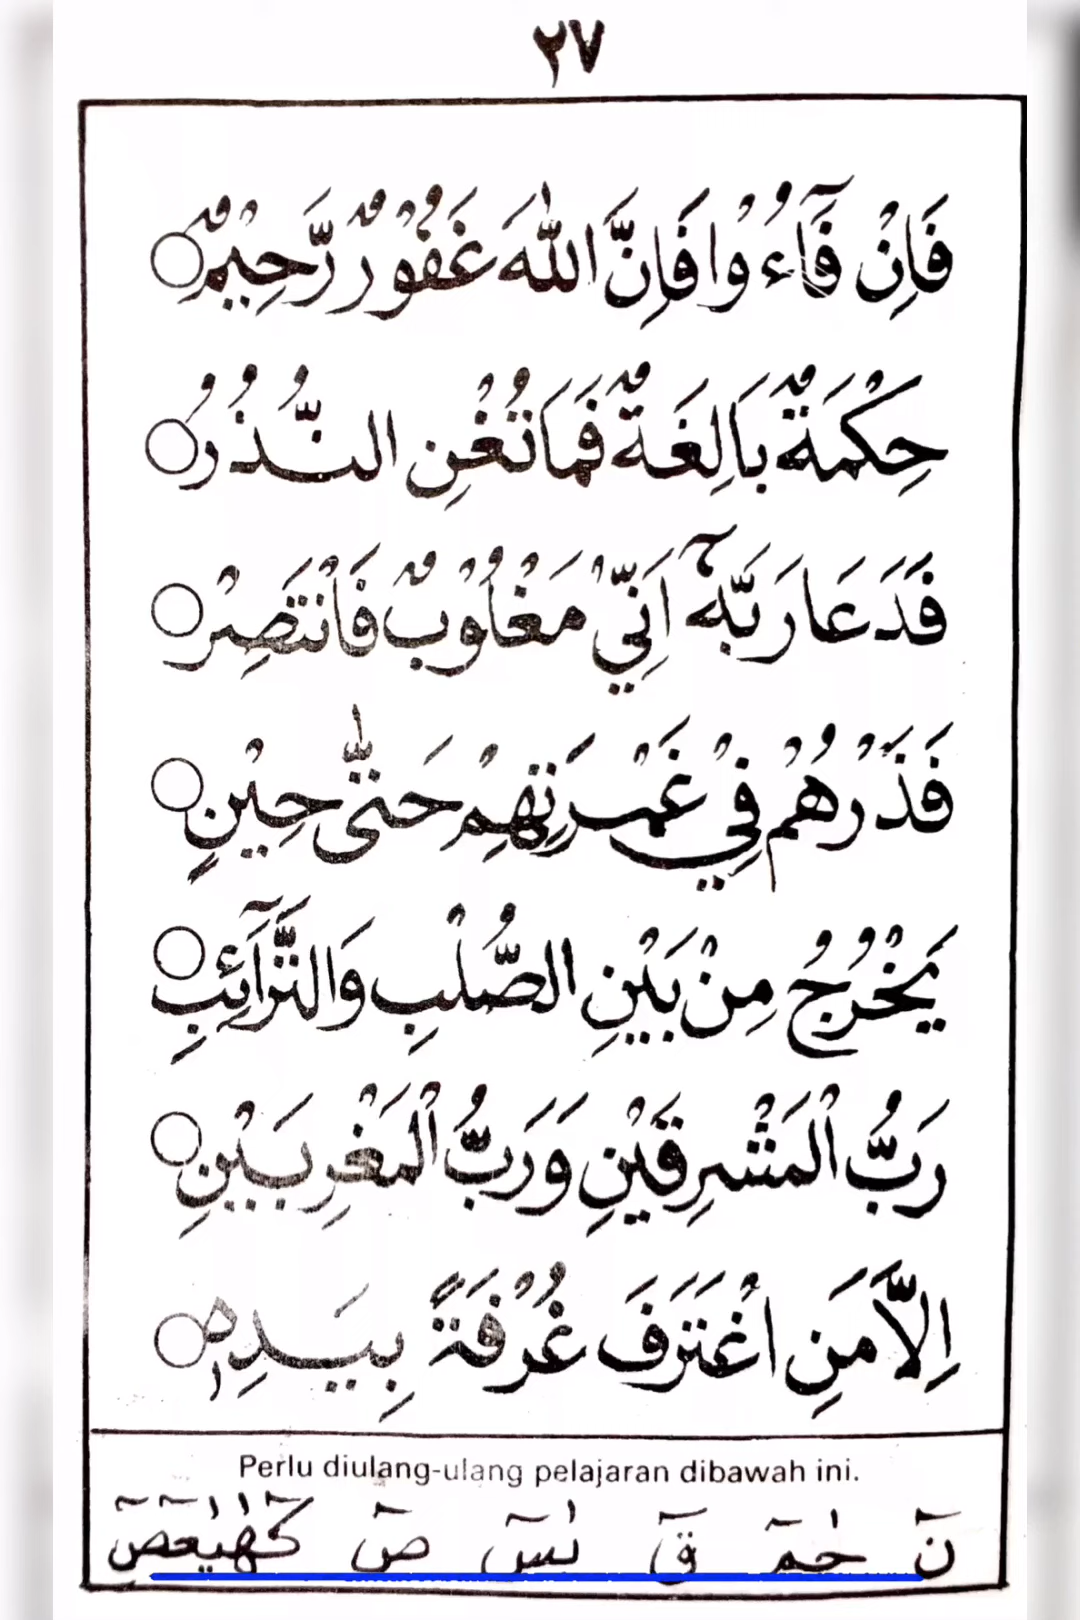 ٢٧
فَاِنْ فَآءُوْا فَاِنَّ اللّٰهَ غَفُوْرٌ رَّحِيْمٌ ○
حِكْمَةٌ بَالِغَةٌ فَمَا تُغْنِ النُّذُرُ ○
فَدَعَا رَبَّهٗٓ اَنِّيْ مَغْلُوْبٌ فَانْتَصِرْ ○
فَذَرْهُمْ فِيْ غَمْرَتِهِمْ حَتّٰى حِيْنٍ ○
يَخْرُجُ مِنْ بَيْنِ الصُّلْبِ وَالتَّرَآئِبِ ○
رَبُّ الْمَشْرِقَيْنِ وَرَبُّ الْمَغْرِبَيْنِ ○
اِلَّا مَنِ اغْتَرَفَ غُرْفَةً بِيَدِهٖ ○
Perlu diulang-ulang pelajaran dibawah ini.
نٓ حٰمٓ قٓ يٰسٓ صٓ كٓهٰيٰعٓصٓ